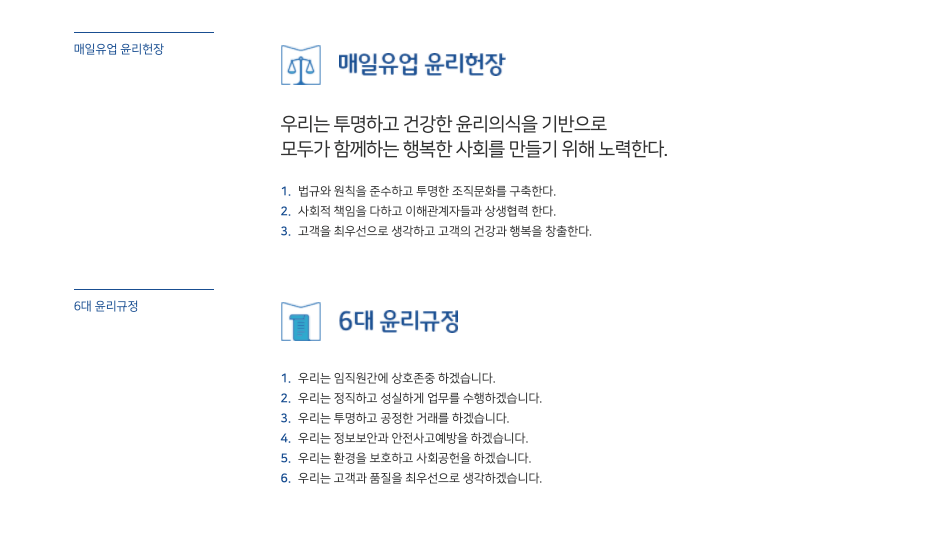 매일유업 윤리헌장
매일유업 윤리헌장
우리는 투명하고 건강한 윤리의식을 기반으로
모두가 함께하는 행복한 사회를 만들기 위해 노력한다.
1. 법규와 원칙을 준수하고 투명한 조직문화를 구축한다.
2. 사회적 책임을 다하고 이해관계자들과 상생협력 한다.
3. 고객을 최우선으로 생각하고 고객의 건강과 행복을 창출한다.
6대 윤리규정
6대 윤리규정
1. 우리는 임직원간에 상호존중 하겠습니다.
2. 우리는 정직하고 성실하게 업무를 수행하겠습니다.
3. 우리는 투명하고 공정한 거래를 하겠습니다.
4. 우리는 정보보안과 안전사고예방을 하겠습니다.
5. 우리는 환경을 보호하고 사회공헌을 하겠습니다.
6. 우리는 고객과 품질을 최우선으로 생각하겠습니다.